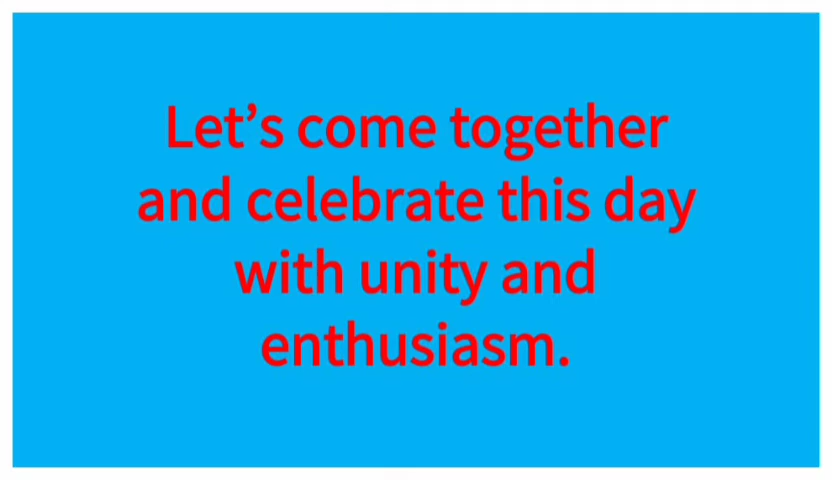 Let’s come together
and celebrate this day
with unity and
enthusiasm.